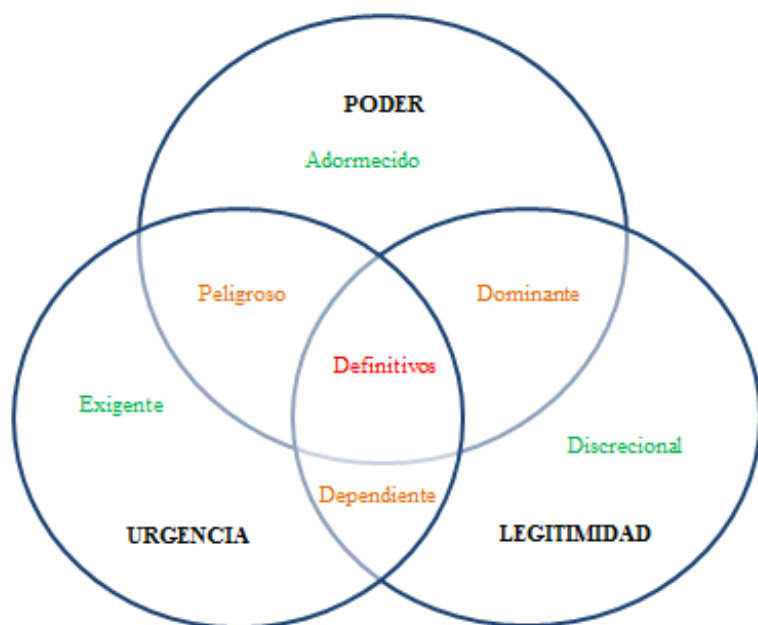 PODER
Adormecido
Peligroso
Dominante
Definitivos
Exigente
Discrecional
Dependiente
URGENCIA
LEGITIMIDAD